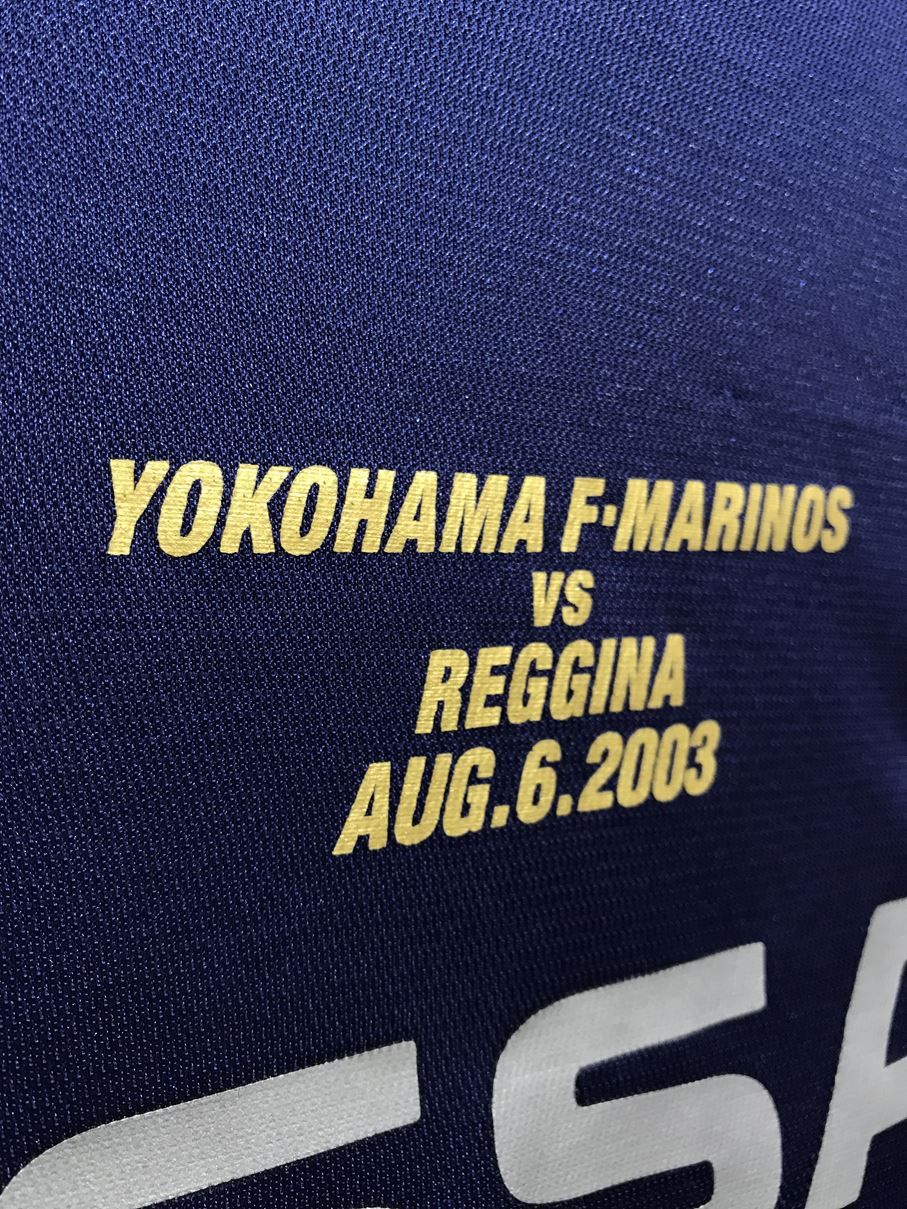 YOKOHAMA F·MARINOS
VS
REGGINA
AUG.6.2003